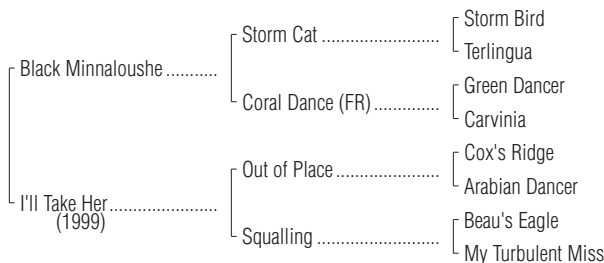 Storm Bird
Storm Cat ........................
Terlingua
Black Minnaloushe ...........
Green Dancer
Coral Dance (FR) .............
Carvinia
Cox's Ridge
Out of Place .....................
Arabian Dancer
I'll Take Her ......................
(1999)
Beau's Eagle
Squalling .........................
My Turbulent Miss